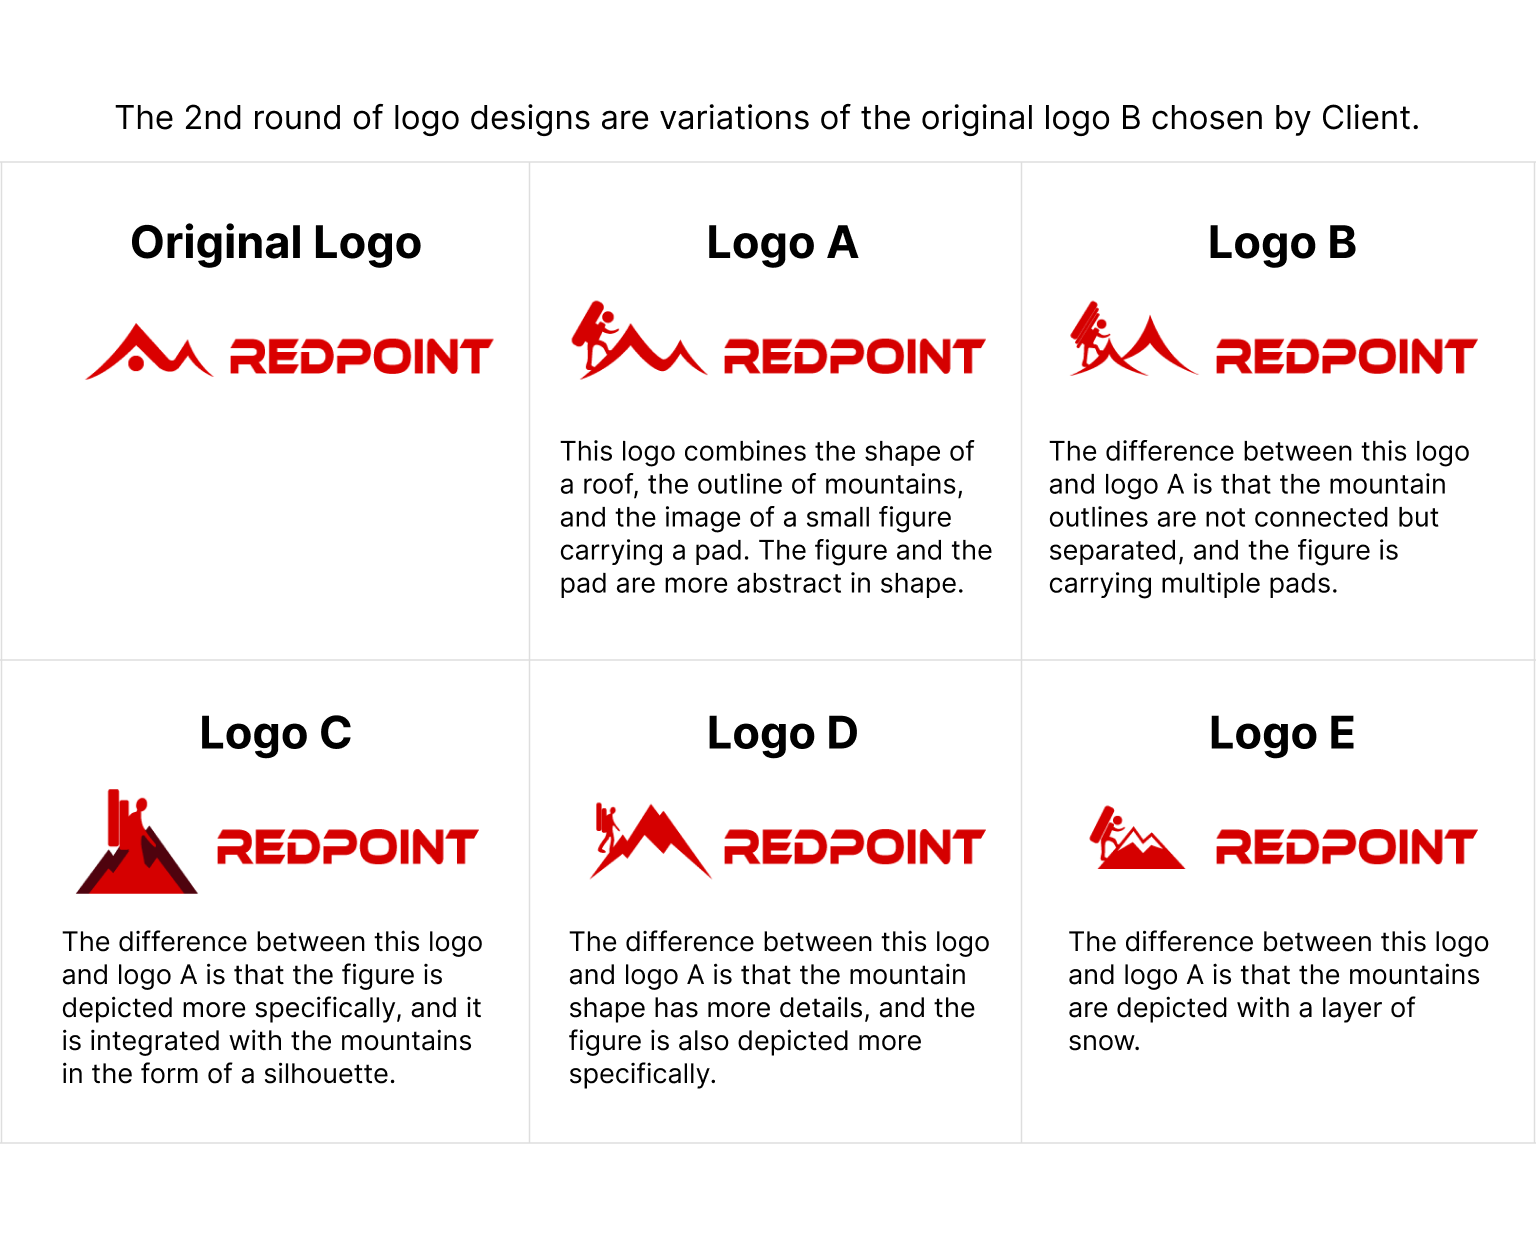 The 2nd round of logo designs are variations of the original logo B chosen by Client.
Original Logo
REDPOINT
Logo A
REDPOINT
This logo combines the shape of
a roof, the outline of mountains,
and the image of a small figure
carrying a pad. The figure and the
pad are more abstract in shape.
Logo B
REDPOINT
The difference between this logo
and logo A is that the mountain
outlines are not connected but
separated, and the figure is
carrying multiple pads.
Logo C
REDPOINT
The difference between this logo
and logo A is that the figure is
depicted more specifically, and it
is integrated with the mountains
in the form of a silhouette.
Logo D
REDPOINT
The difference between this logo
and logo A is that the mountain
shape has more details, and the
figure is also depicted more
specifically.
Logo E
REDPOINT
The difference between this logo
and logo A is that the mountains
are depicted with a layer of
snow.